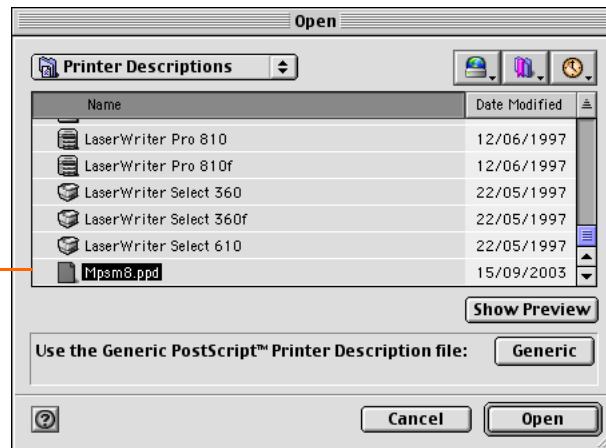 Open
Printer Descriptions
Name Date Modified
LaserWriter Pro 810 12/06/1997
LaserWriter Pro 810f 12/06/1997
LaserWriter Select 360 22/05/1997
LaserWriter Select 360f 22/05/1997
LaserWriter Select 610 22/05/1997
Mpsm8.ppd 15/09/2003
Show Preview
Use the Generic PostScript™ Printer Description file: Generic
Cancel Open